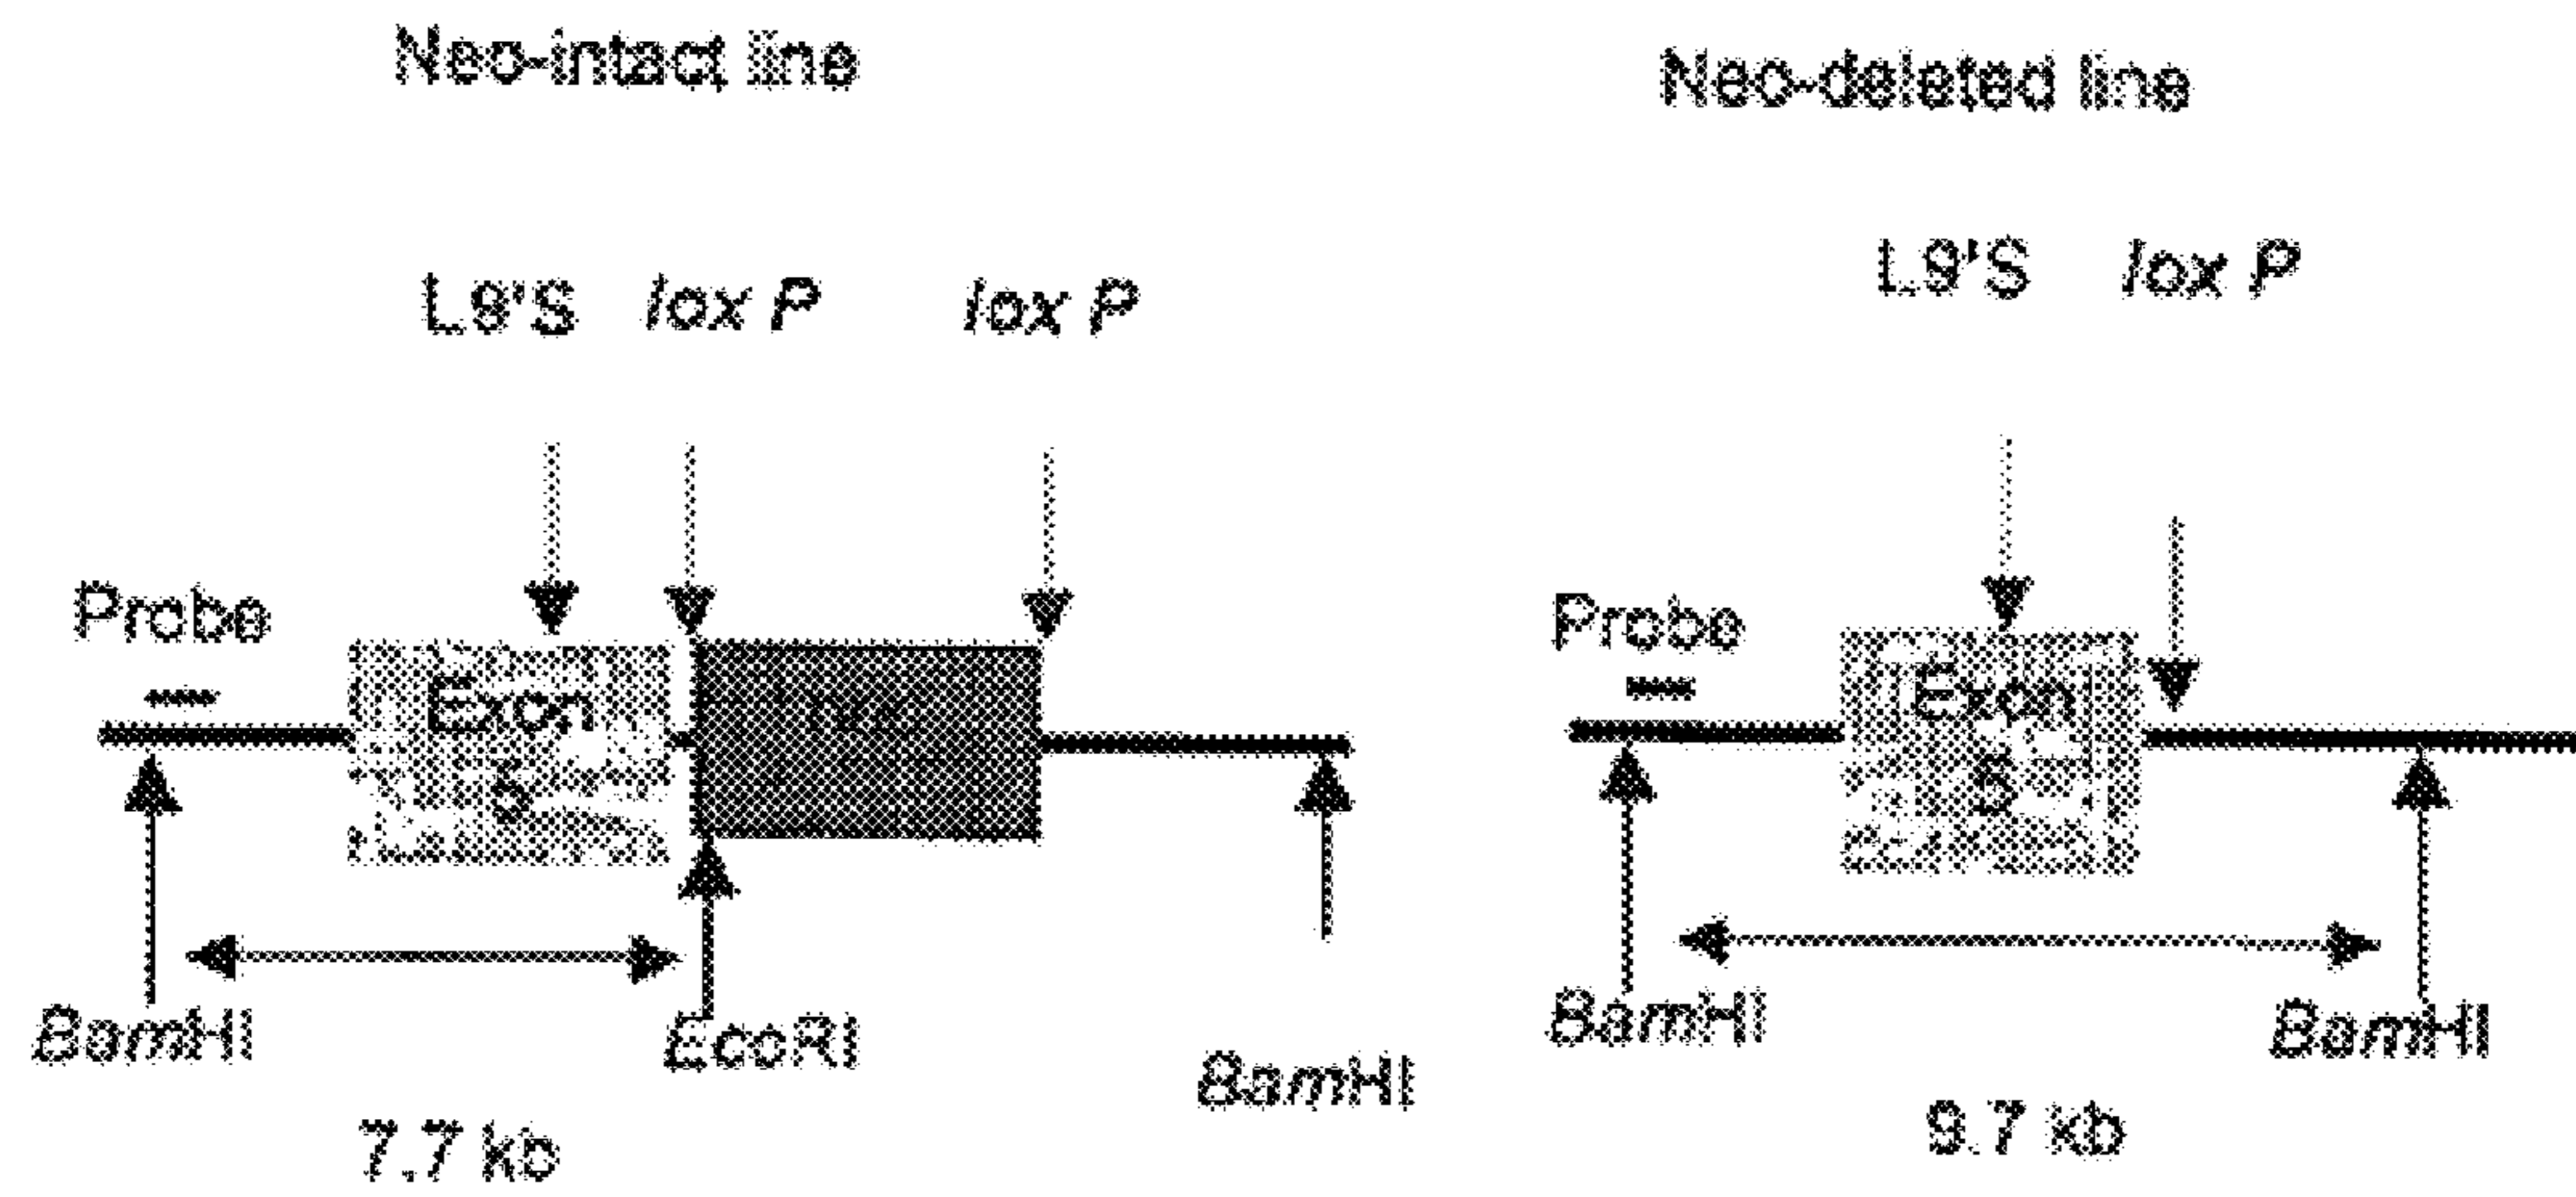 Neo-intact line
Neo-deleted line
L9'S lox P lox P
L9'S lox P
Probe
Probe
Exon
5
Exon
5
BamHI
EcoRI
BamHI
BamHI
BamHI
7.7 kb
9.7 kb